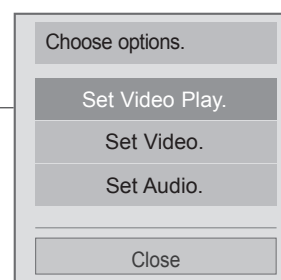 Choose options.
Set Video Play.
Set Video.
Set Audio.
Close